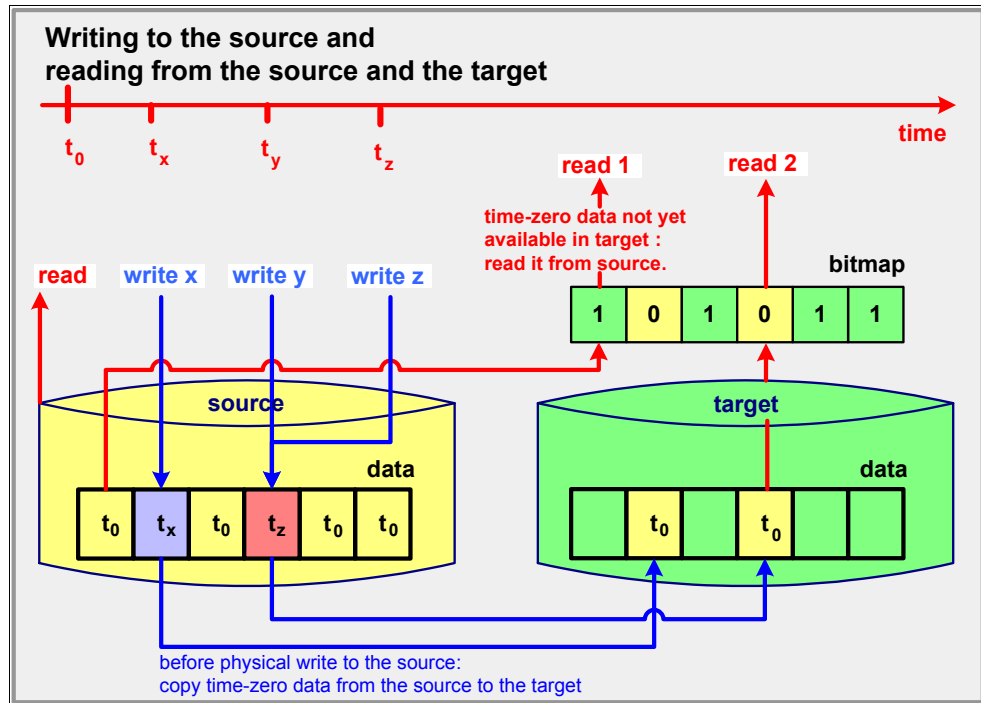 Writing to the source and
reading from the source and the target
time
t0 tx ty tz
read 1 read 2
time-zero data not yet
available in target :
read it from source.
bitmap
read write x write y write z
1 0 1 0 1 1
source
target
data
data
t0 tx t0 tz t0 t0
t0 t0
before physical write to the source:
copy time-zero data from the source to the target